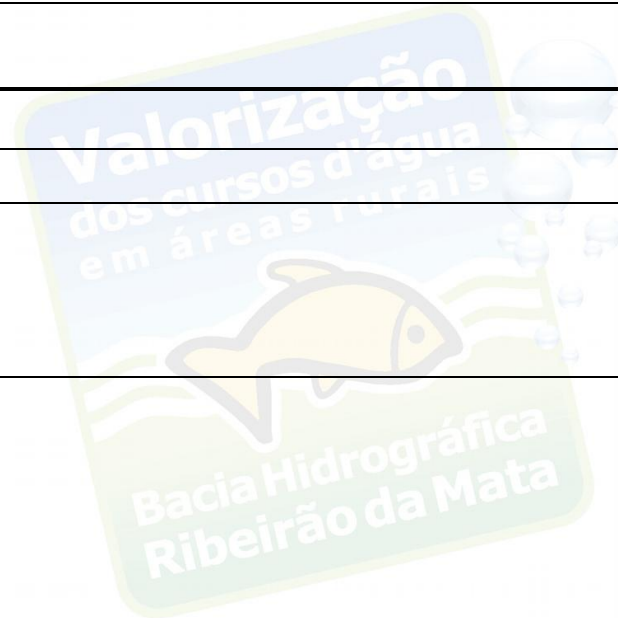 Valorização
dos cursos d'água
em áreas rurais
Bacia Hidrográfica
Ribeirão da Mata